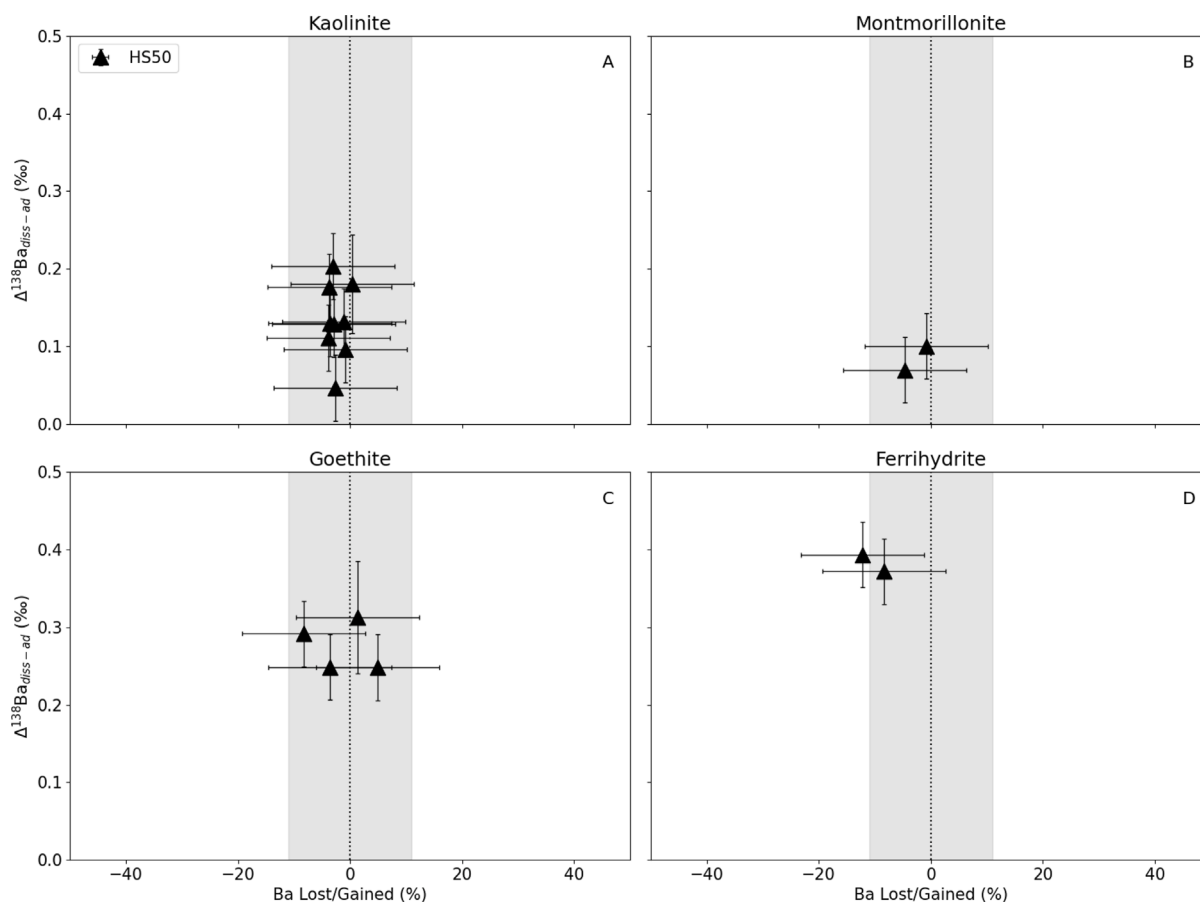 Kaolinite
Montmorillonite
0.5
HS50
A
B
0.4
0.3
0.2
0.1
0.0
Δ¹³⁸Ba_diss−ad (‰)
Goethite
Ferrihydrite
0.5
C
D
0.4
0.3
0.2
0.1
0.0
Δ¹³⁸Ba_diss−ad (‰)
−40 −20 0 20 40
−40 −20 0 20 40
Ba Lost/Gained (%)
Ba Lost/Gained (%)